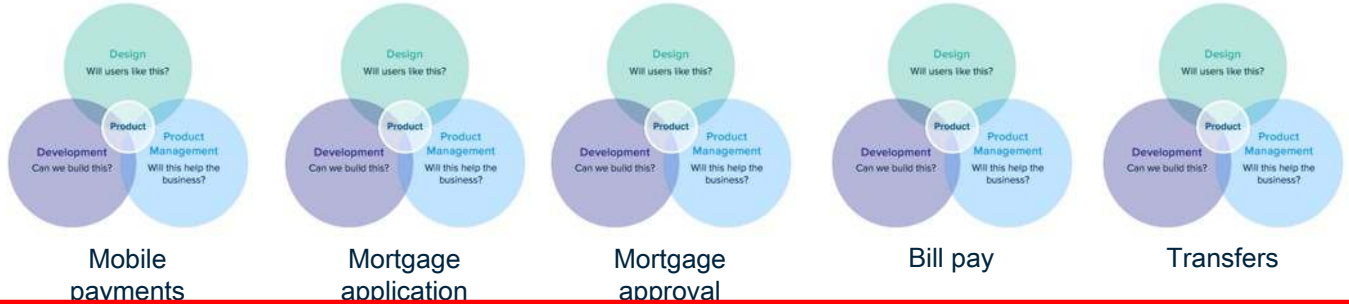 Design
Will users like this?
Product
Development
Can we build this?
Product
Management
Will this help the
business?
Mobile
payments
Design
Will users like this?
Product
Development
Can we build this?
Product
Management
Will this help the
business?
Mortgage
application
Design
Will users like this?
Product
Development
Can we build this?
Product
Management
Will this help the
business?
Mortgage
approval
Design
Will users like this?
Product
Development
Can we build this?
Product
Management
Will this help the
business?
Bill pay
Design
Will users like this?
Product
Development
Can we build this?
Product
Management
Will this help the
business?
Transfers